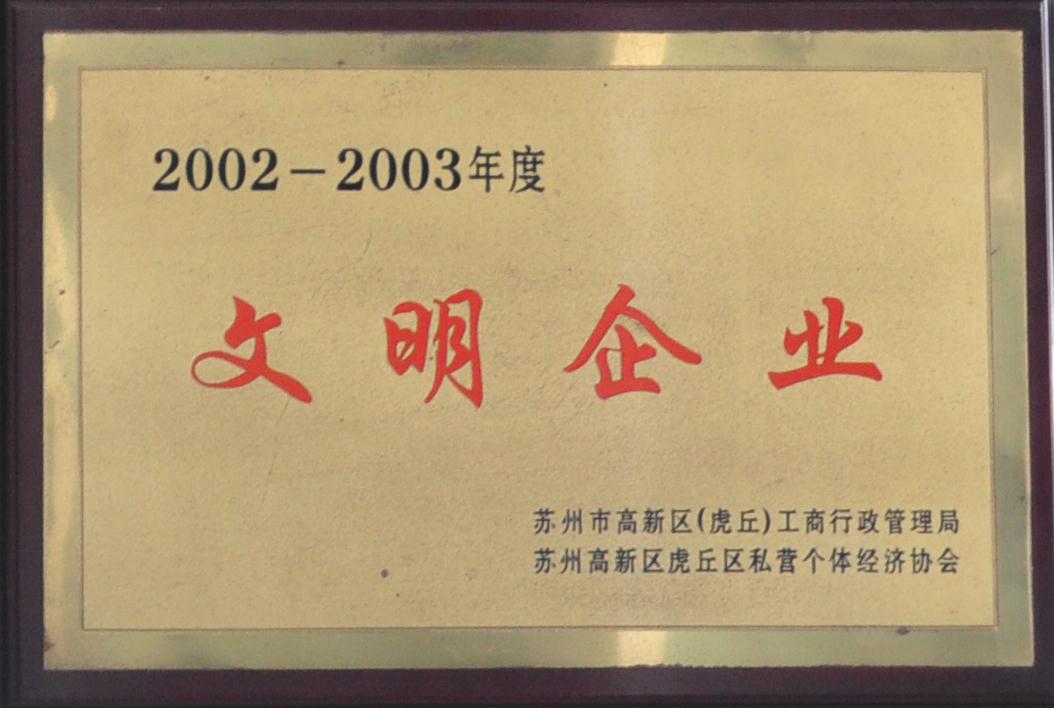 2002-2003年度
文明企业
苏州市高新区(虎丘)工商行政管理局
苏州高新区虎丘区私营个体经济协会